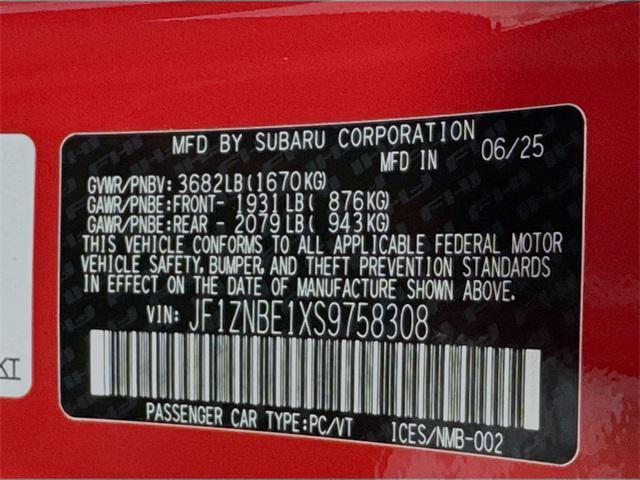 MFD BY SUBARU CORPORATION
MFD IN 06/25
GVWR/PNBV: 3682LB(1670KG)
GAWR/PNBE:FRONT- 1931LB( 876KG)
GAWR/PNBE:REAR - 2079LB( 943KG)
THIS VEHICLE CONFORMS TO ALL APPLICABLE FEDERAL MOTOR
VEHICLE SAFETY, BUMPER, AND THEFT PREVENTION STANDARDS
IN EFFECT ON THE DATE OF MANUFACTURE SHOWN ABOVE.
VIN: JF1ZNBE1XS9758308
PASSENGER CAR TYPE:PC/VT ICES/NMB-002